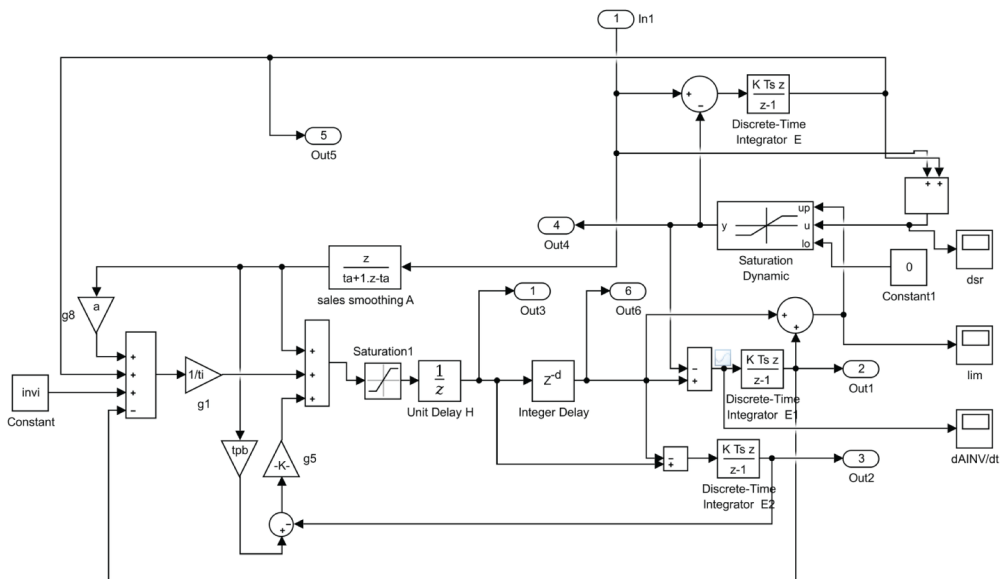 1
In1
K Ts z
z-1
Discrete-Time
Integrator E
+
−
5
Out5
+ +
4
Out4
y
up
u
lo
Saturation
Dynamic
0
Constant1
dsr
z
ta+1.z-ta
sales smoothing A
1
Out3
6
Out6
a
g8
+
+
lim
invi
Constant
+
+
+
−
1/ti
g1
+
+
+
Saturation1
1
z
Unit Delay H
z-d
Integer Delay
−
+
K Ts z
z-1
Discrete-Time
Integrator E1
2
Out1
dAINV/dt
tpb
-K-
g5
−
+
K Ts z
z-1
Discrete-Time
Integrator E2
3
Out2
−
+